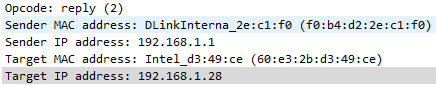 Opcode: reply (2)
Sender MAC address: DLinkInterna_2e:c1:f0 (f0:b4:d2:2e:c1:f0)
Sender IP address: 192.168.1.1
Target MAC address: Intel_d3:49:ce (60:e3:2b:d3:49:ce)
Target IP address: 192.168.1.28